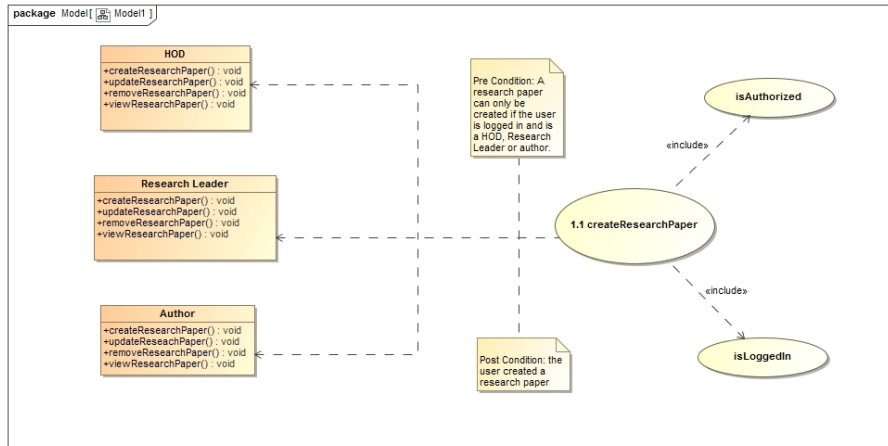 package Model[ Model1 ]
HOD
+createResearchPaper() : void
+updateResearchPaper() : void
+removeResearchPaper() : void
+viewResearchPaper() : void
Research Leader
+createResearchPaper() : void
+updateResearchPaper() : void
+removeResearchPaper() : void
+viewResearchPaper() : void
Author
+createResearchPaper() : void
+updateReseachPaper() : void
+removeResearchPaper() : void
+viewResearchPaper() : void
Pre Condition: A
research paper
can only be
created if the user
is logged in and is
a HOD, Research
Leader or author.
Post Condition: the
user created a
research paper
isAuthorized
«include»
1.1 createResearchPaper
«include»
isLoggedIn